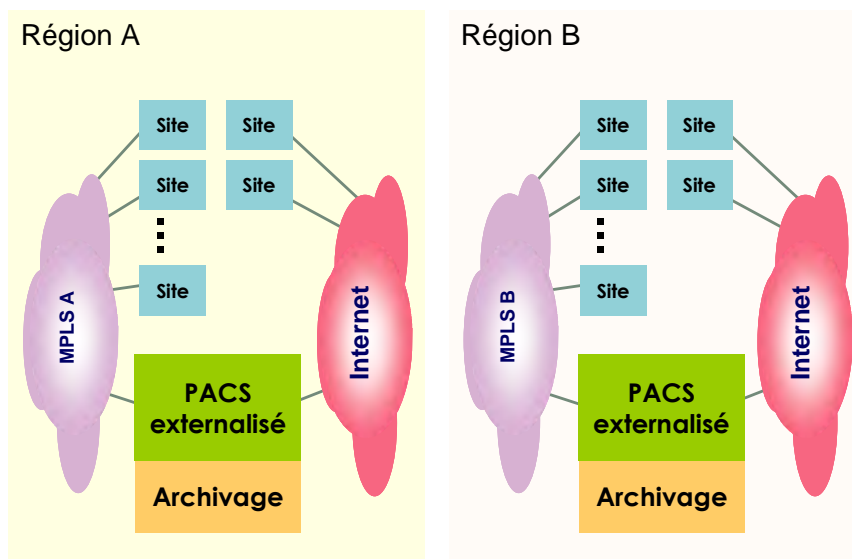 Région A
Site
Site
Site
Site
Site
MPLS A
Internet
PACS
externalisé
Archivage
Région B
Site
Site
Site
Site
Site
MPLS B
Internet
PACS
externalisé
Archivage